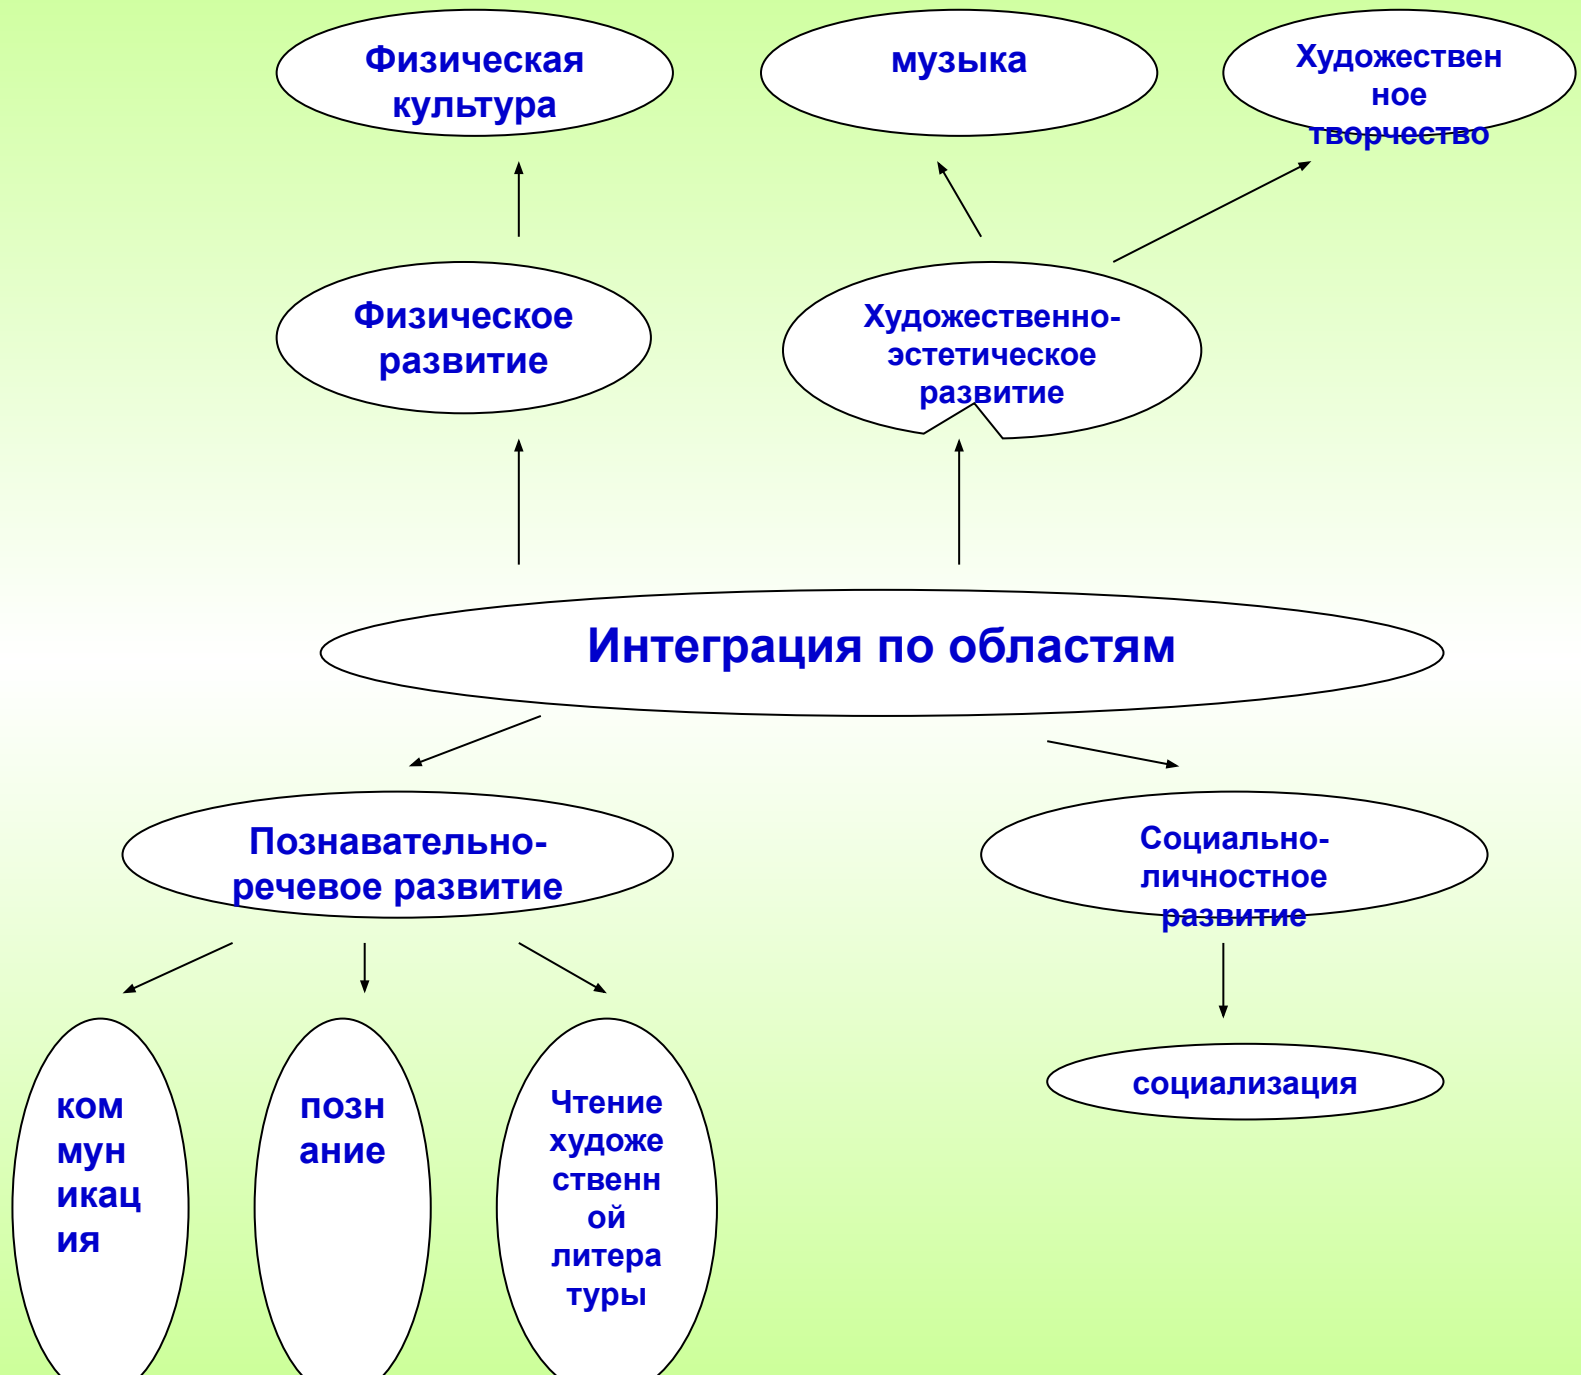 Физическая
культура
музыка
Художествен
ное
творчество
Физическое
развитие
Художественно-
эстетическое
развитие
Интеграция по областям
Познавательно-
речевое развитие
Социально-
личностное
развитие
ком
мун
икац
ия
позн
ание
Чтение
художе
ственн
ой
литера
туры
социализация